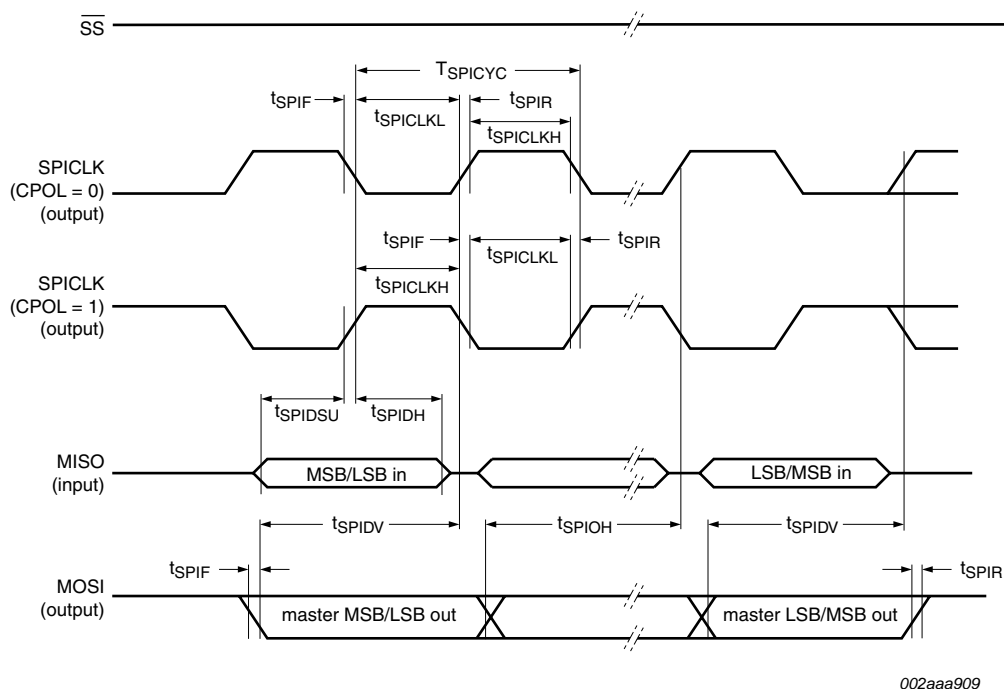 SS
TSPICYC
tSPIF
tSPICLKL
tSPIR
tSPICLKH
SPICLK
(CPOL = 0)
(output)
tSPIF
tSPICLKL
tSPIR
tSPICLKH
SPICLK
(CPOL = 1)
(output)
tSPIDSU
tSPIDH
MISO
(input)
MSB/LSB in
LSB/MSB in
tSPIDV
tSPIOH
tSPIDV
tSPIF
tSPIR
MOSI
(output)
master MSB/LSB out
master LSB/MSB out
002aaa909